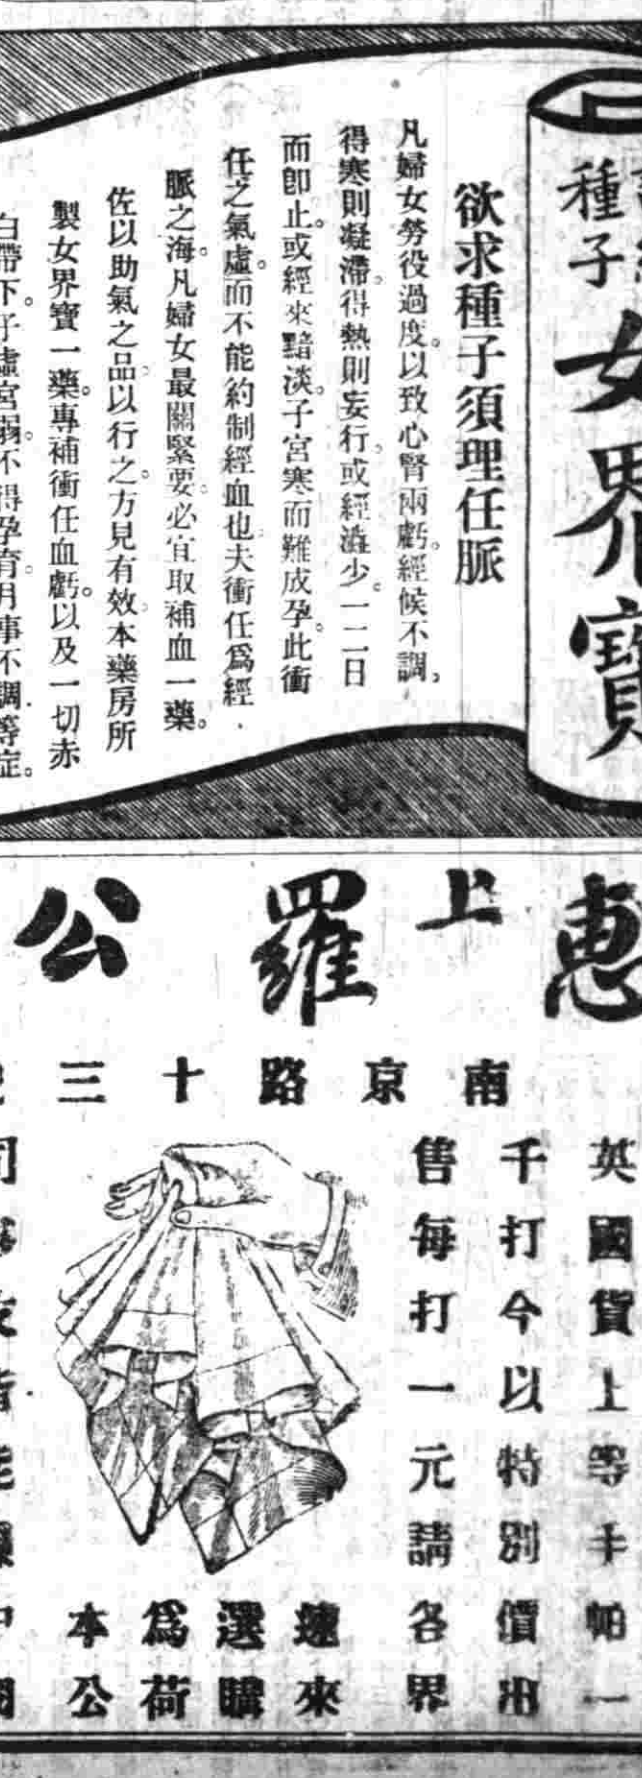 種子
女界寶
欲求種子須理任脈
凡婦女勞役過度。以致心腎兩虧。經候不調,
得寒則凝滯。得熱則妄行。或經濇少。一二日
而卽止。或經來黯淡。子宮寒而難成孕。此衝
任之氣虛。而不能約制經血也。夫衝任爲經
脈之海。凡婦女最關緊要。必宜取補血一藥。
佐以助氣之品。以行之。方見有效。本藥房所
製女界寶一藥。專補衝任血虧。以及一切赤
白帶下。子虛宮弱。不得孕育。月事不調等症。
惠上羅公
南京路十三
英國貨上等手帕一
千打今以特別價出
售每打一元請各界
速來
選購
爲荷
本公